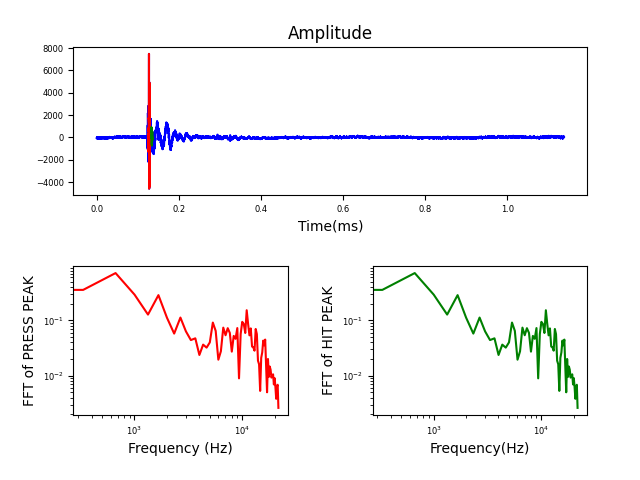 Amplitude
8000
6000
4000
2000
0
−2000
−4000
0.0 0.2 0.4 0.6 0.8 1.0
Time(ms)
FFT of PRESS PEAK
10⁻¹
10⁻²
10³ 10⁴
Frequency (Hz)
FFT of HIT PEAK
10⁻¹
10⁻²
10³ 10⁴
Frequency(Hz)